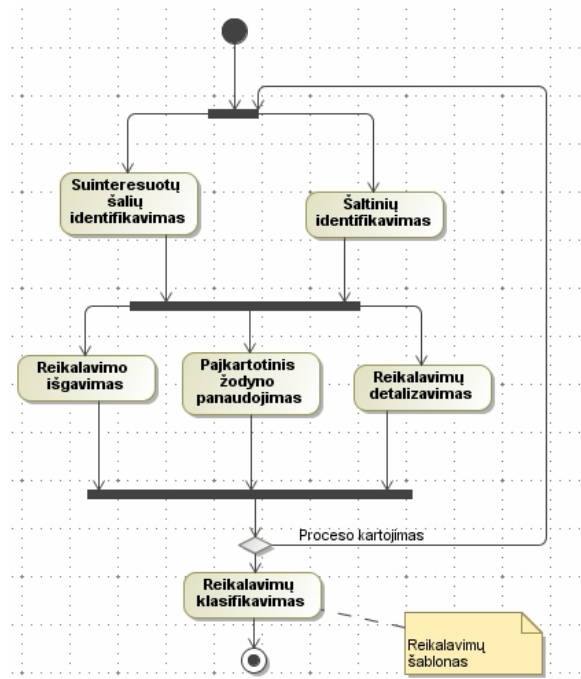 Suinteresuotų
šalių
identifikavimas
Šaltinių
identifikavimas
Reikalavimo
išgavimas
Pajkartotinis
žodyno
panaudojimas
Reikalavimų
detalizavimas
Proceso kartojimas
Reikalavimų
klasifikavimas
Reikalavimų
šablonas